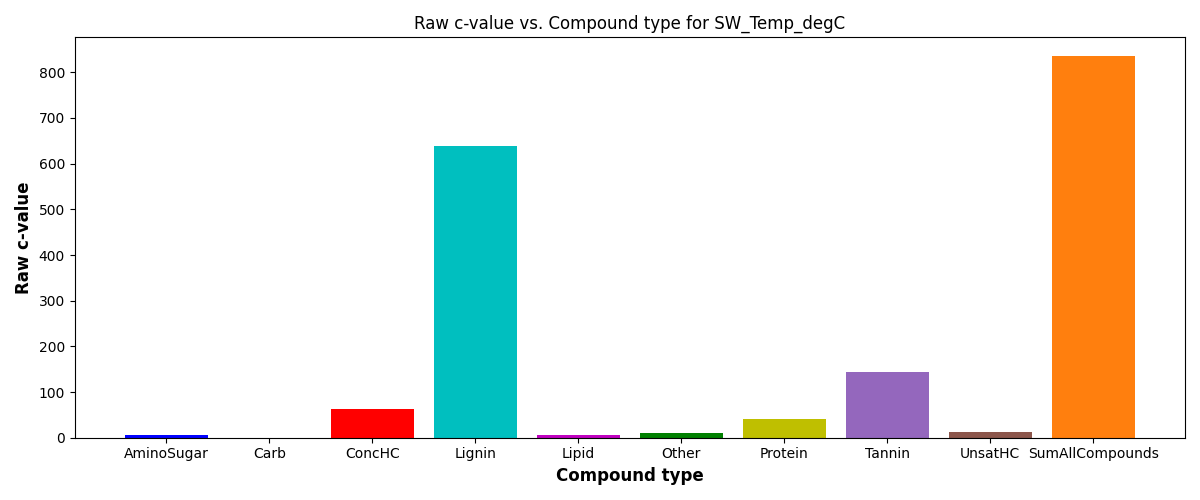 Raw c-value vs. Compound type for SW_Temp_degC
800
700
600
500
400
300
200
100
0
Raw c-value
AminoSugar Carb ConcHC Lignin Lipid Other Protein Tannin UnsatHC SumAllCompounds
Compound type